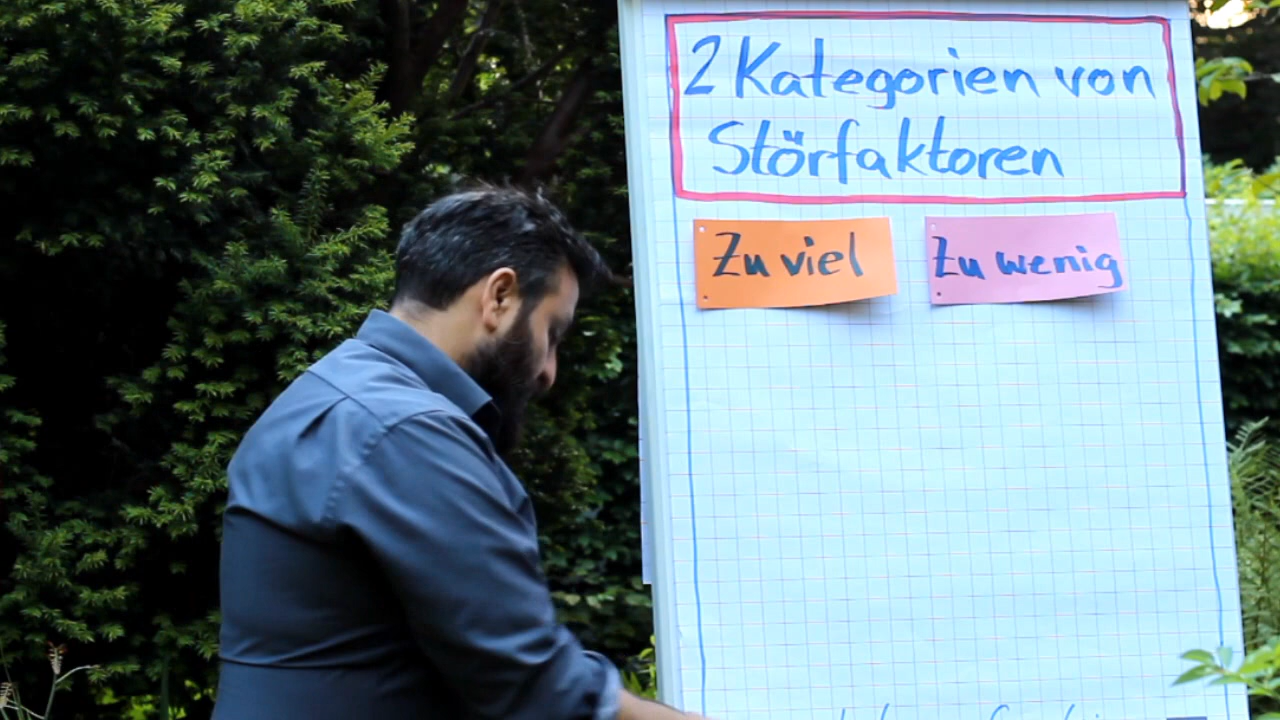 2 Kategorien von
Störfaktoren
Zu viel
Zu wenig